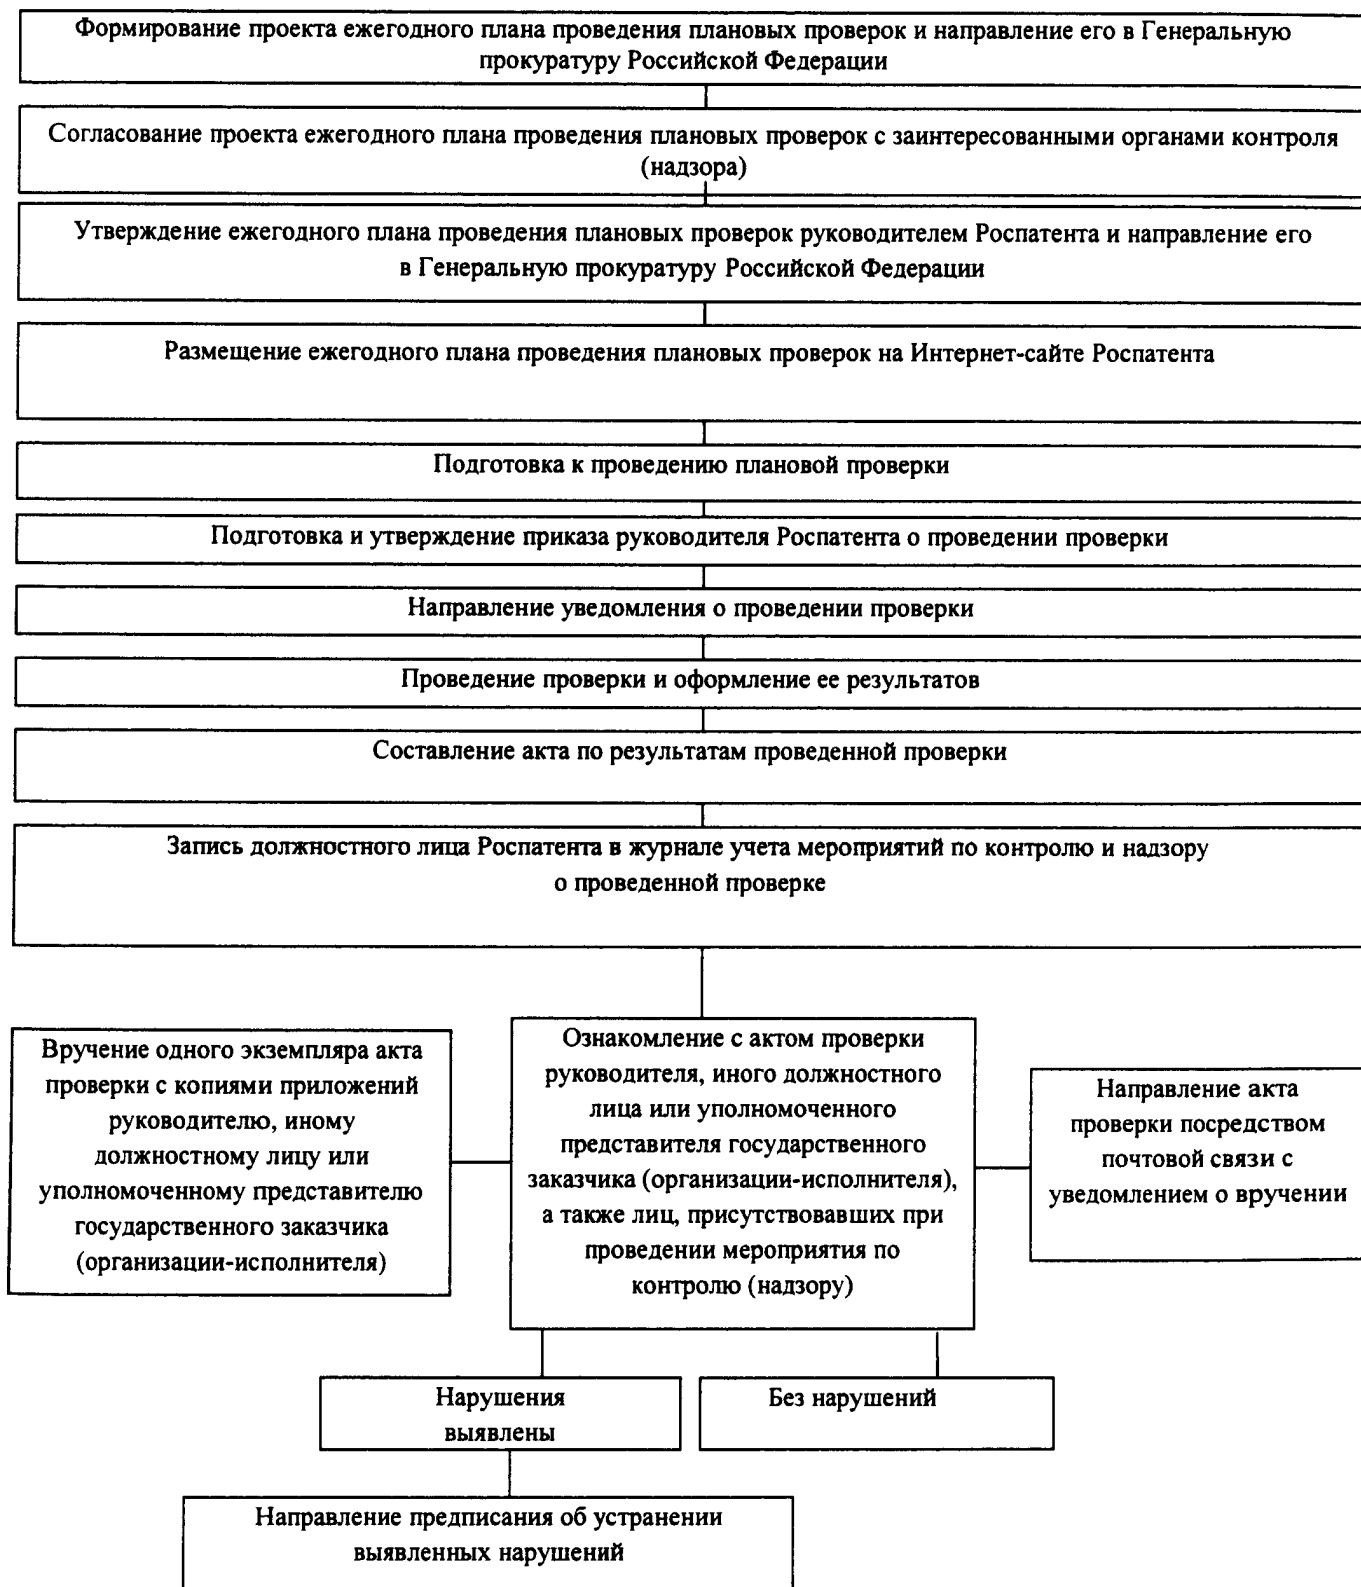 Формирование проекта ежегодного плана проведения плановых проверок и направление его в Генеральную
прокуратуру Российской Федерации
Согласование проекта ежегодного плана проведения плановых проверок с заинтересованными органами контроля
(надзора)
Утверждение ежегодного плана проведения плановых проверок руководителем Роспатента и направление его
в Генеральную прокуратуру Российской Федерации
Размещение ежегодного плана проведения плановых проверок на Интернет-сайте Роспатента
Подготовка к проведению плановой проверки
Подготовка и утверждение приказа руководителя Роспатента о проведении проверки
Направление уведомления о проведении проверки
Проведение проверки и оформление ее результатов
Составление акта по результатам проведенной проверки
Запись должностного лица Роспатента в журнале учета мероприятий по контролю и надзору
о проведенной проверке
Вручение одного экземпляра акта
проверки с копиями приложений
руководителю, иному
должностному лицу или
уполномоченному представителю
государственного заказчика
(организации-исполнителя)
Ознакомление с актом проверки
руководителя, иного должностного
лица или уполномоченного
представителя государственного
заказчика (организации-исполнителя),
а также лиц, присутствовавших при
проведении мероприятия по
контролю (надзору)
Направление акта
проверки посредством
почтовой связи с
уведомлением о вручении
Нарушения
выявлены
Без нарушений
Направление предписания об устранении
выявленных нарушений